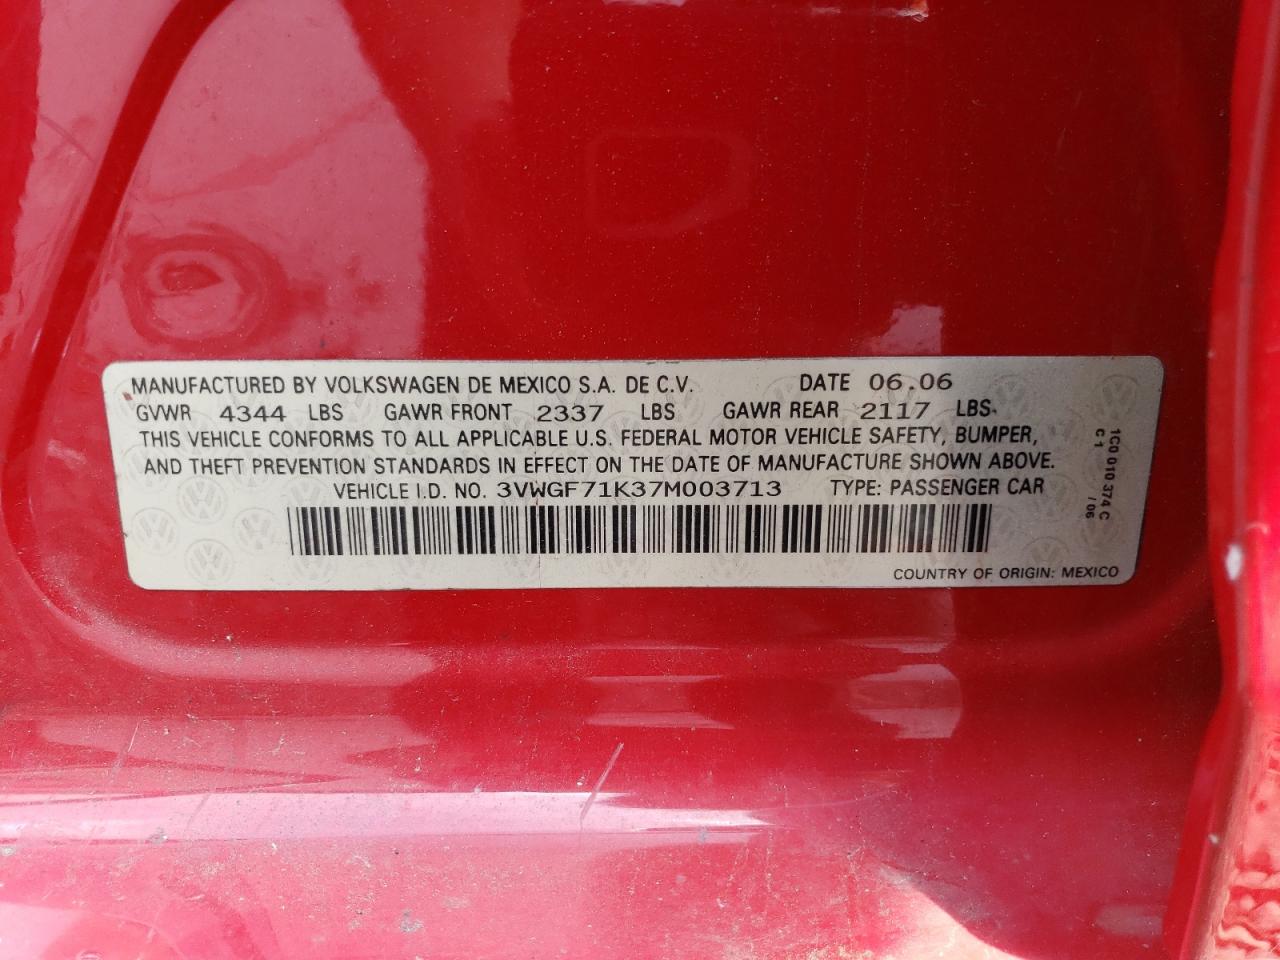 MANUFACTURED BY VOLKSWAGEN DE MEXICO S.A. DE C.V. DATE 06.06
GVWR 4344 LBS GAWR FRONT 2337 LBS GAWR REAR 2117 LBS.
THIS VEHICLE CONFORMS TO ALL APPLICABLE U.S. FEDERAL MOTOR VEHICLE SAFETY, BUMPER,
AND THEFT PREVENTION STANDARDS IN EFFECT ON THE DATE OF MANUFACTURE SHOWN ABOVE.
VEHICLE I.D. NO. 3VWGF71K37M003713 TYPE: PASSENGER CAR
COUNTRY OF ORIGIN: MEXICO
1C0 010 374 C
C 1 / 06